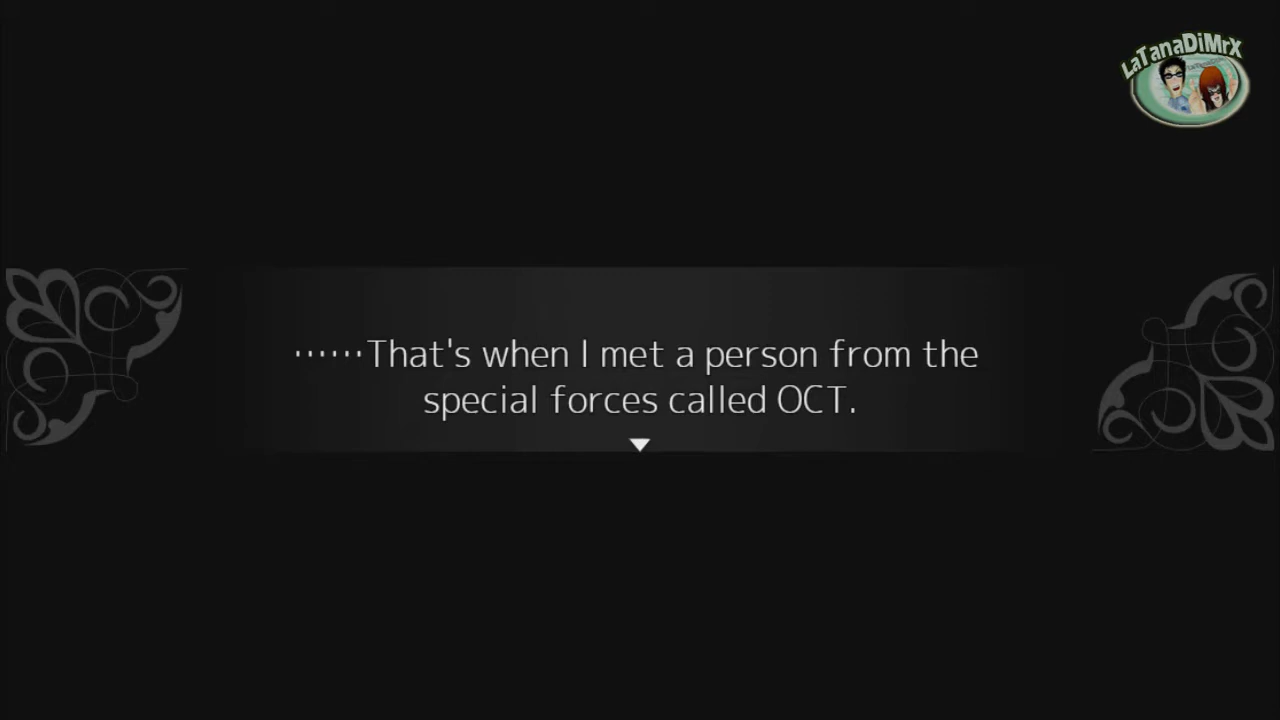 LaTanaDiMrX
······That's when I met a person from the
special forces called OCT.